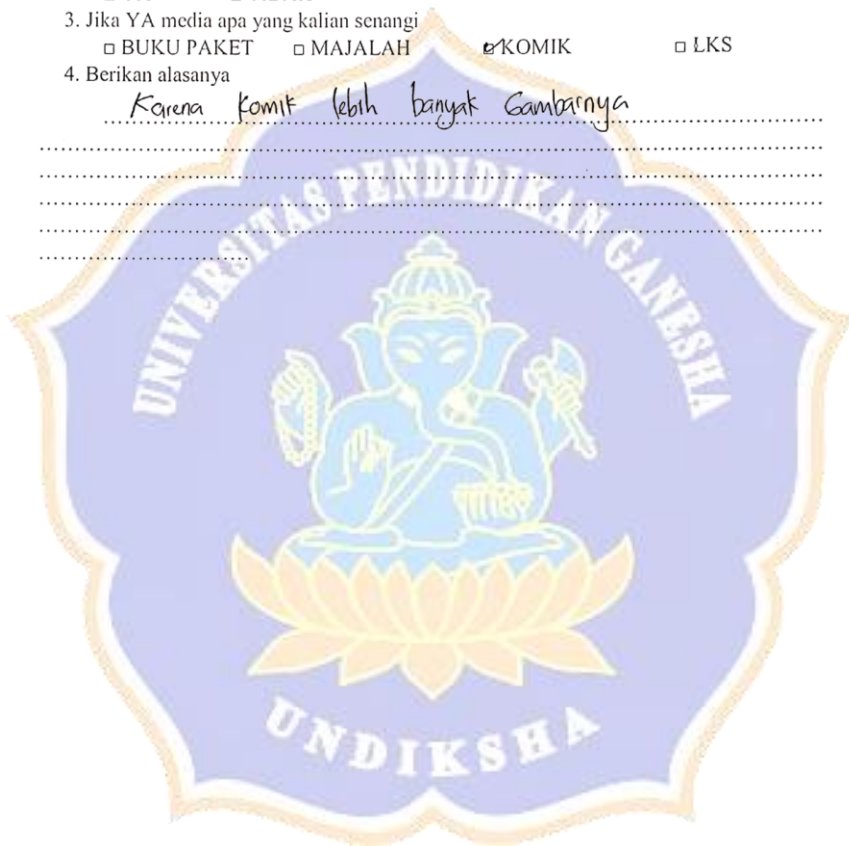 3. Jika YA media apa yang kalian senangi
□ BUKU PAKET □ MAJALAH ☑ KOMIK □ LKS
4. Berikan alasanya
Karena komik lebih banyak Gambarnya
UNIVERSITAS PENDIDIKAN GANESHA
UNDIKSHA